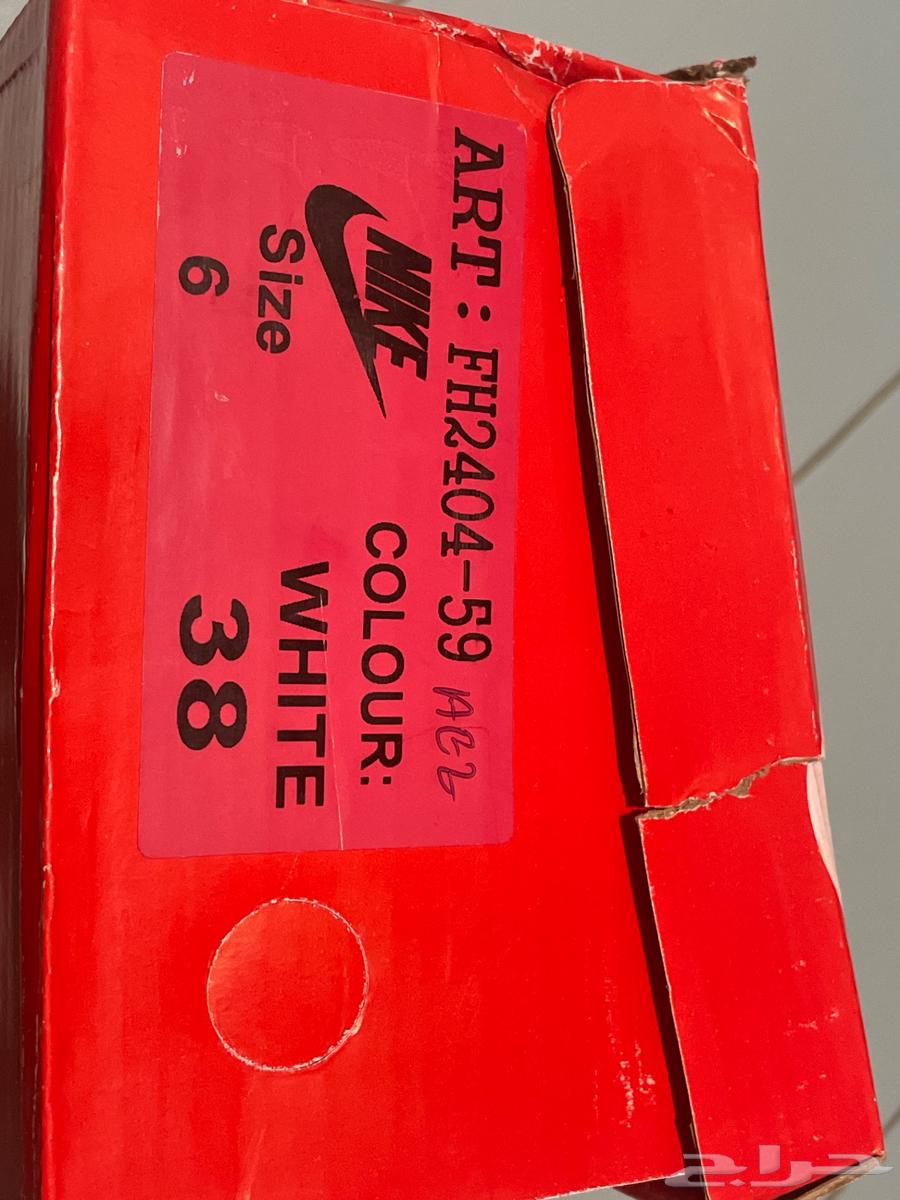 ART: FH2404-59
NIKE
COLOUR:
Size
WHITE
6
38
حراج